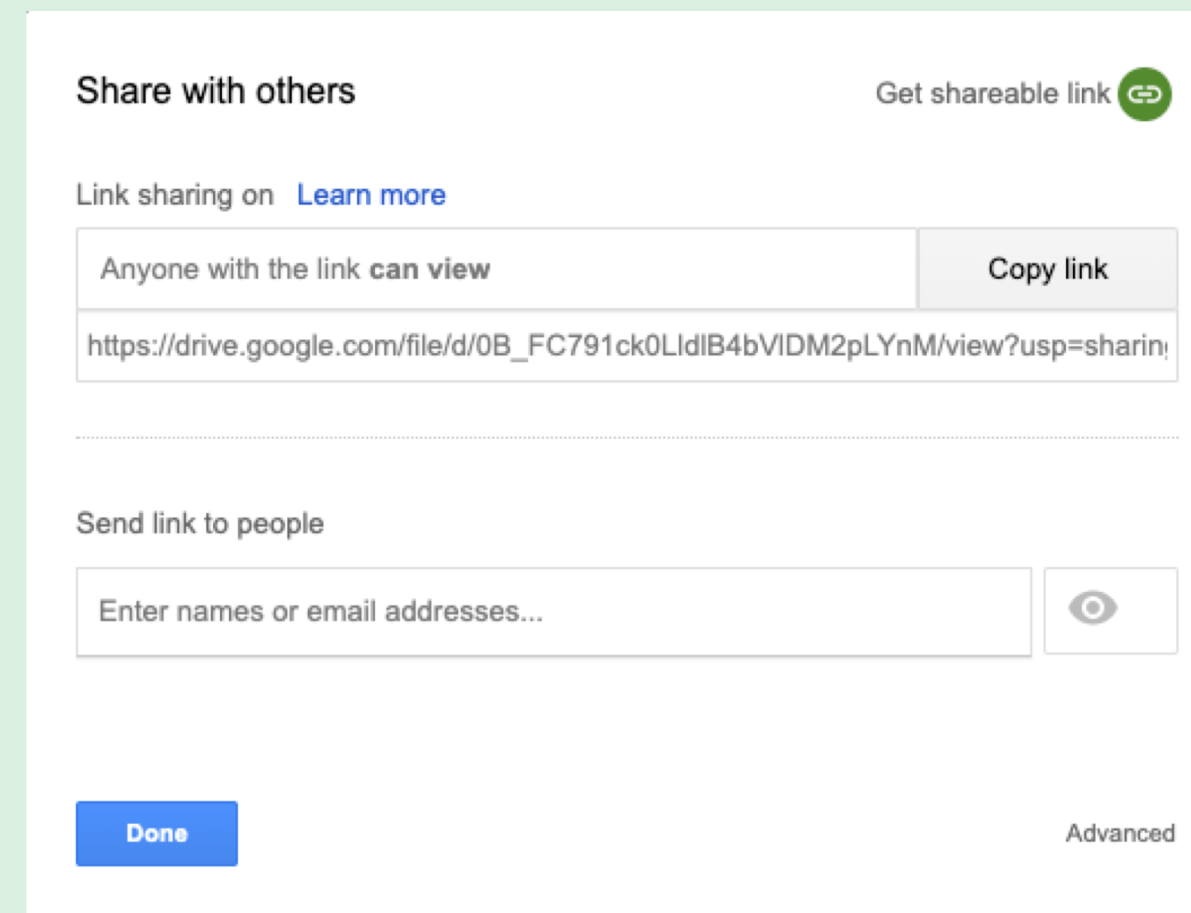 Share with others
Get shareable link
Link sharing on Learn more
Anyone with the link can view
Copy link
https://drive.google.com/file/d/0B_FC791ck0LldlB4bVlDM2pLYnM/view?usp=sharing
Send link to people
Enter names or email addresses...
Done
Advanced